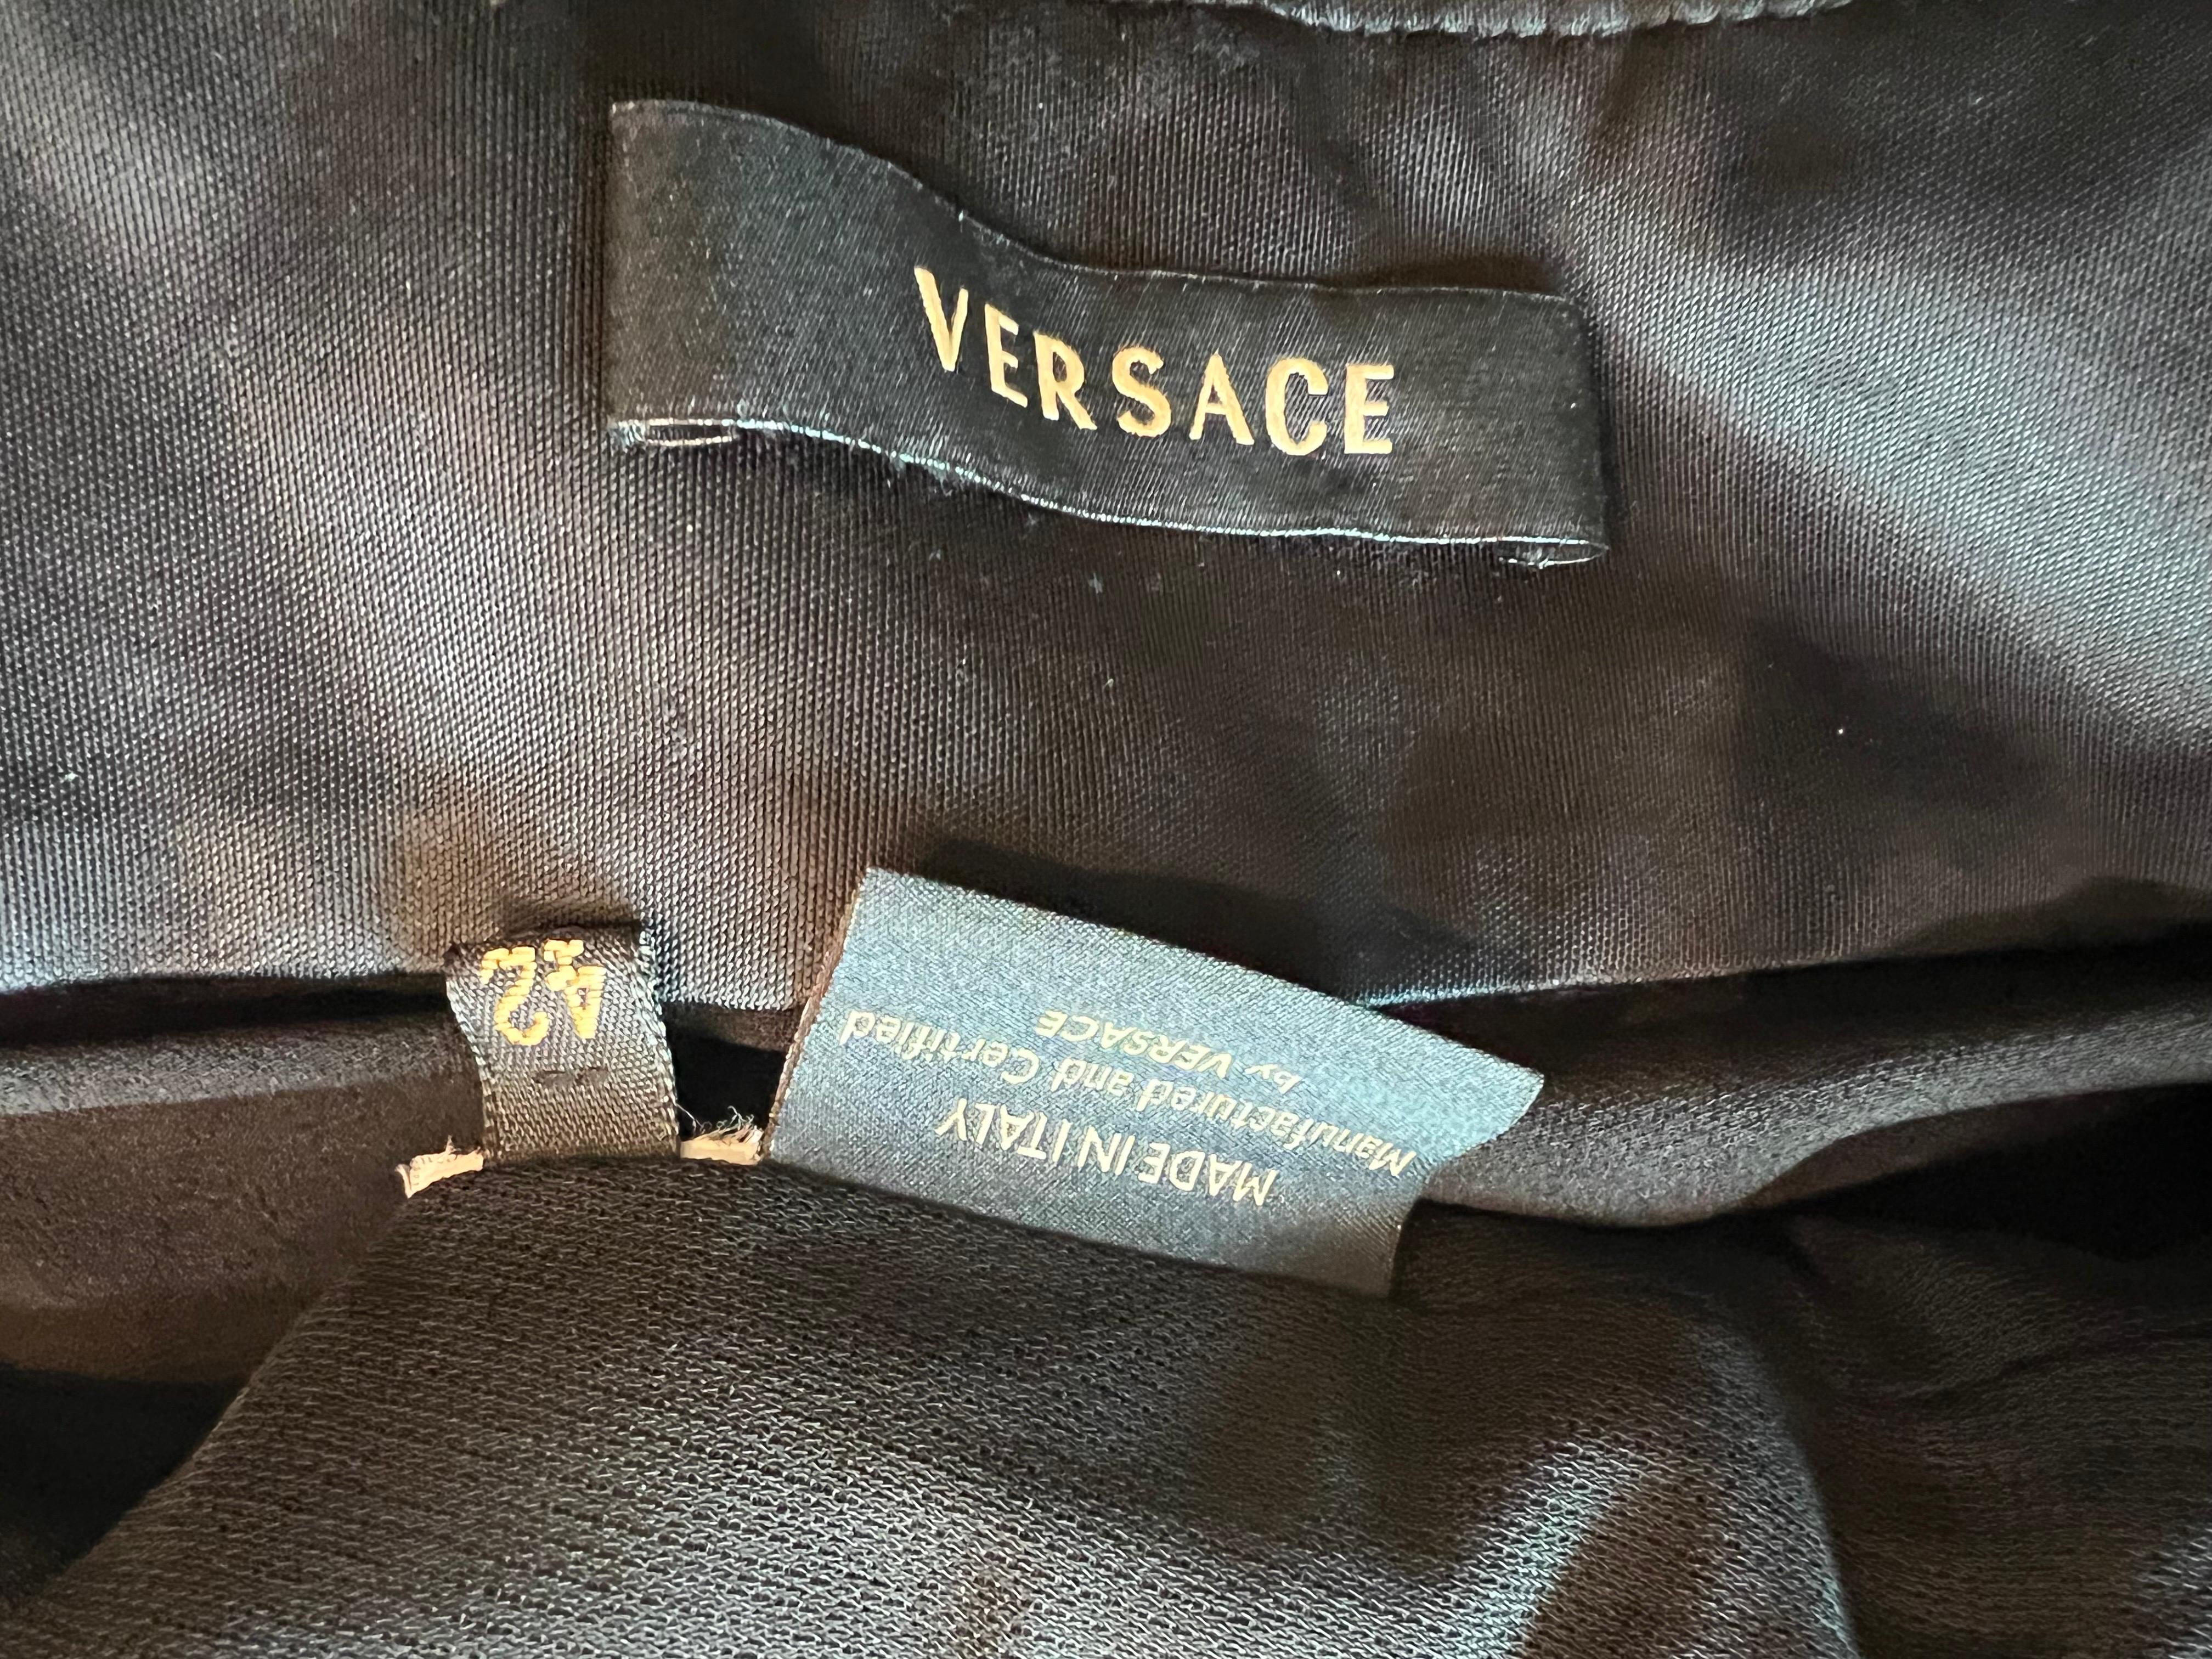 VERSACE
42
MADE IN ITALY
Manufactured and Certified
by VERSACE